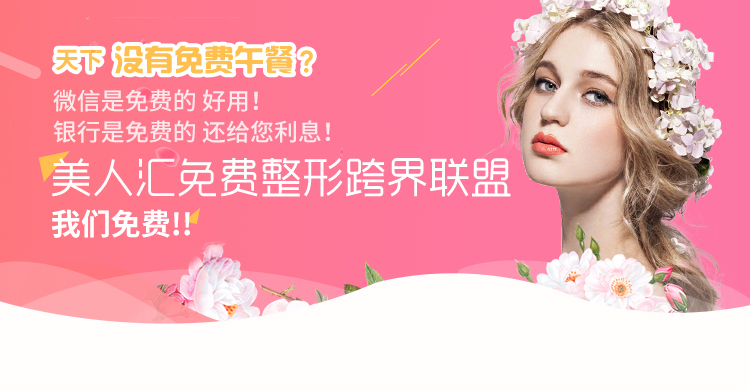 天下 没有免费午餐？
微信是免费的 好用！
银行是免费的 还给您利息！
美人汇免费整形跨界联盟
我们免费!!